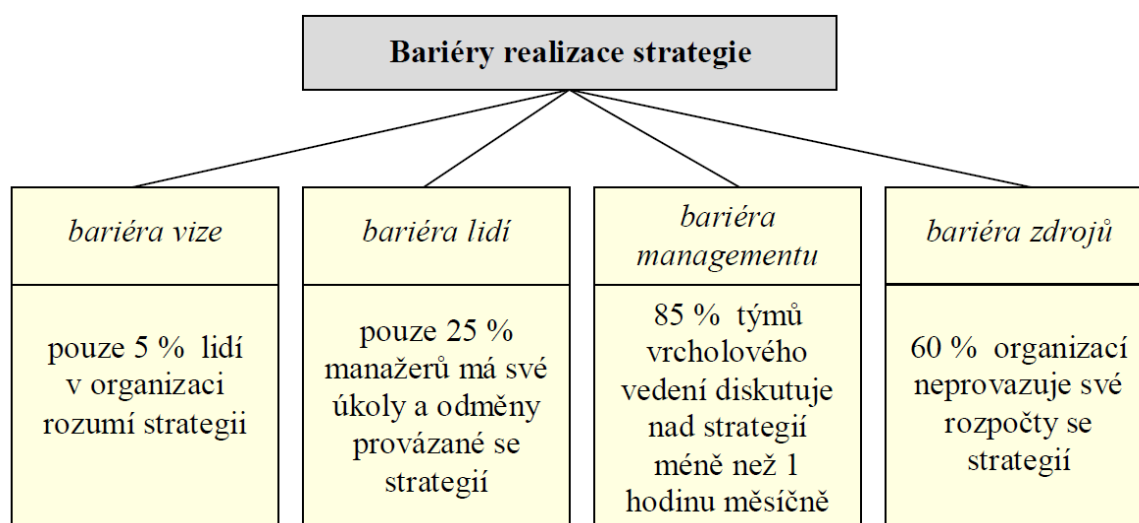 Bariéry realizace strategie
bariéra vize
pouze 5 % lidí
v organizaci
rozumí strategii
bariéra lidí
pouze 25 %
manažerů má své
úkoly a odměny
provázané se
strategií
bariéra
managementu
85 % týmů
vrcholového
vedení diskutuje
nad strategií
méně než 1
hodinu měsíčně
bariéra zdrojů
60 % organizací
neprovazuje své
rozpočty se
strategií